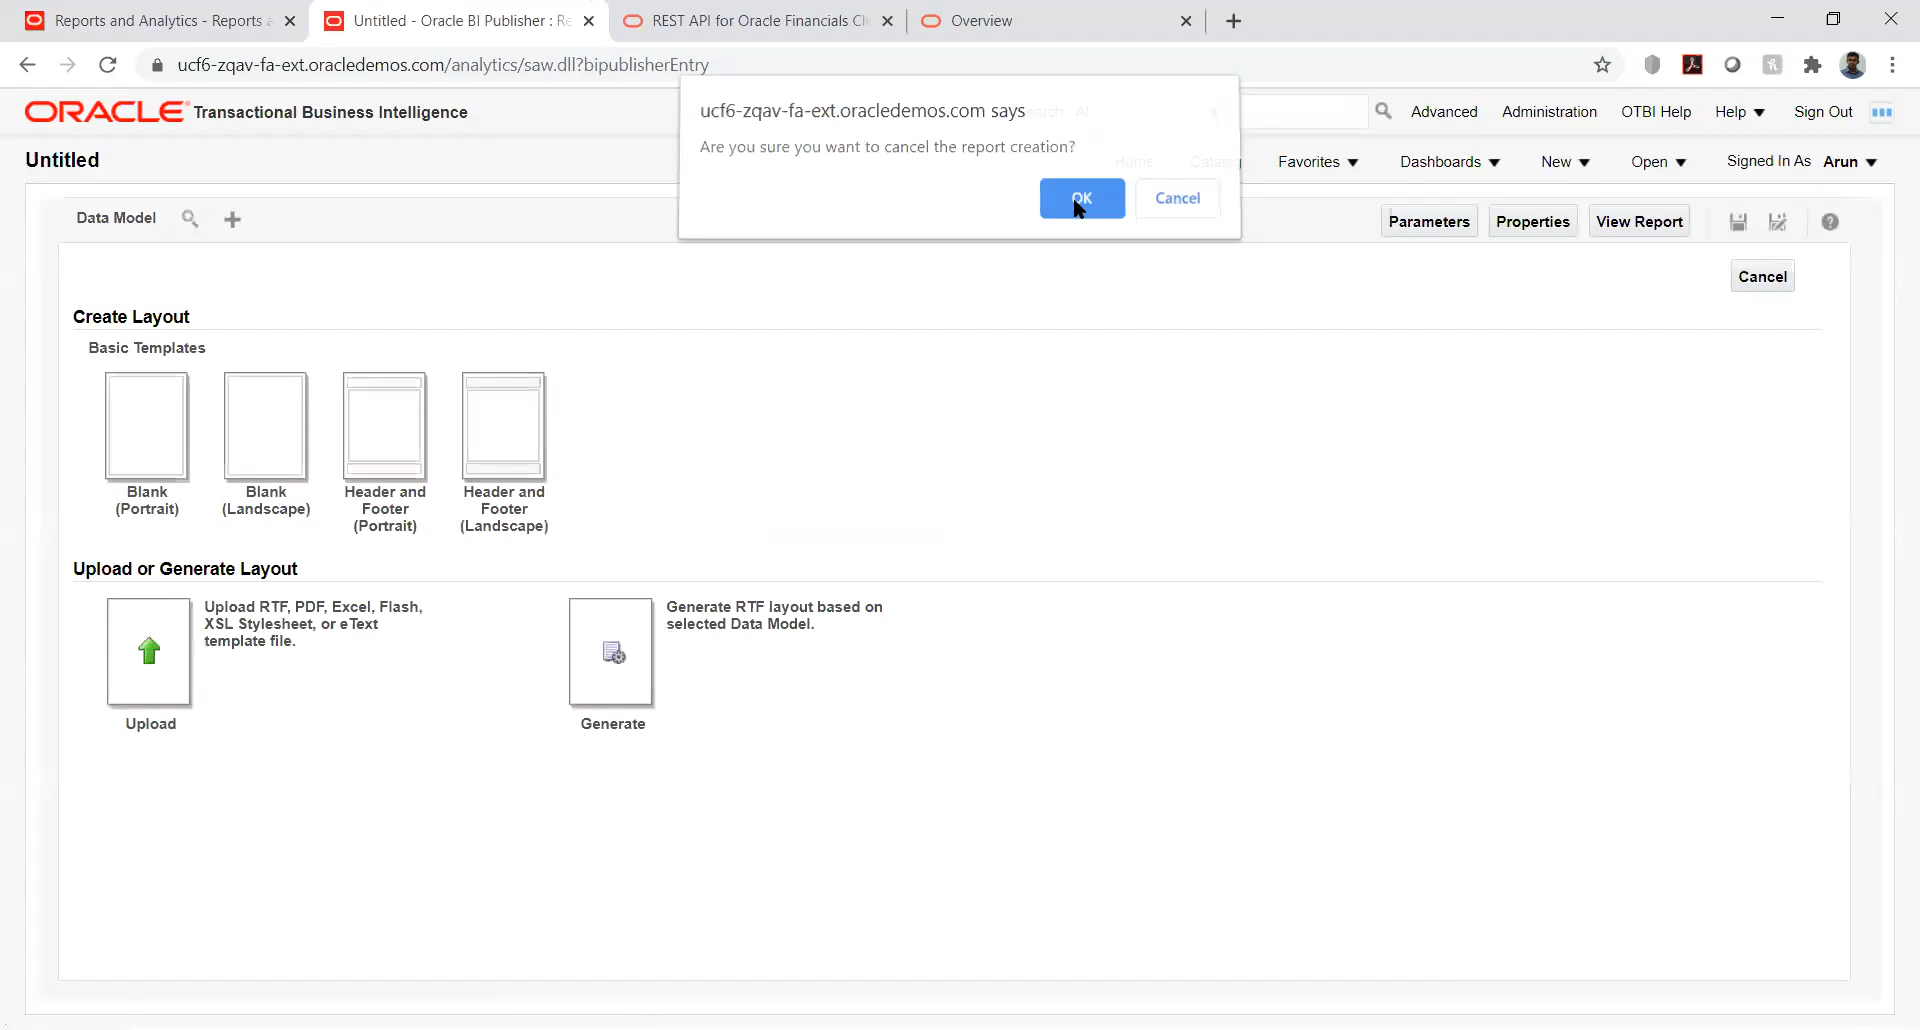 Reports and Analytics - Reports a
Untitled - Oracle BI Publisher : Re
REST API for Oracle Financials Cl
Overview
ucf6-zqav-fa-ext.oracledemos.com/analytics/saw.dll?bipublisherEntry
ORACLE Transactional Business Intelligence
Search All
Advanced Administration OTBI Help Help Sign Out
ucf6-zqav-fa-ext.oracledemos.com says
Are you sure you want to cancel the report creation?
OK Cancel
Untitled
Home Catalog Favorites Dashboards New Open Signed In As Arun
Data Model
Parameters Properties View Report
Cancel
Create Layout
Basic Templates
Blank
(Portrait)
Blank
(Landscape)
Header and
Footer
(Portrait)
Header and
Footer
(Landscape)
Upload or Generate Layout
Upload RTF, PDF, Excel, Flash,
XSL Stylesheet, or eText
template file.
Upload
Generate RTF layout based on
selected Data Model.
Generate